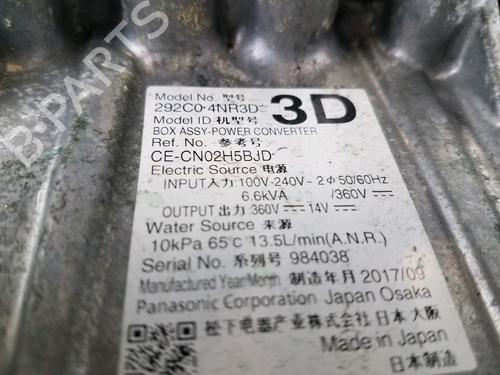 B-PARTS
Model No. 型号
292C0-4NR3D
3D
Model ID 机型号
BOX ASSY-POWER CONVERTER
Ref. No. 参考号
CE-CN02H5BJD
Electric Source 电源
INPUT 入力: 100V-240V~2ø 50/60Hz
6.6kVA /360V ⎓
OUTPUT 出力 360V ⎓ 14V ⎓
Water Source 来源
10kPa 65℃ 13.5L/min(A.N.R.)
Serial No. 系列号 984038
Manufactured Year/Month 制造年月 2017/09
Panasonic Corporation Japan Osaka
松下电器产业株式会社 日本大阪
Made in Japan
日本制造